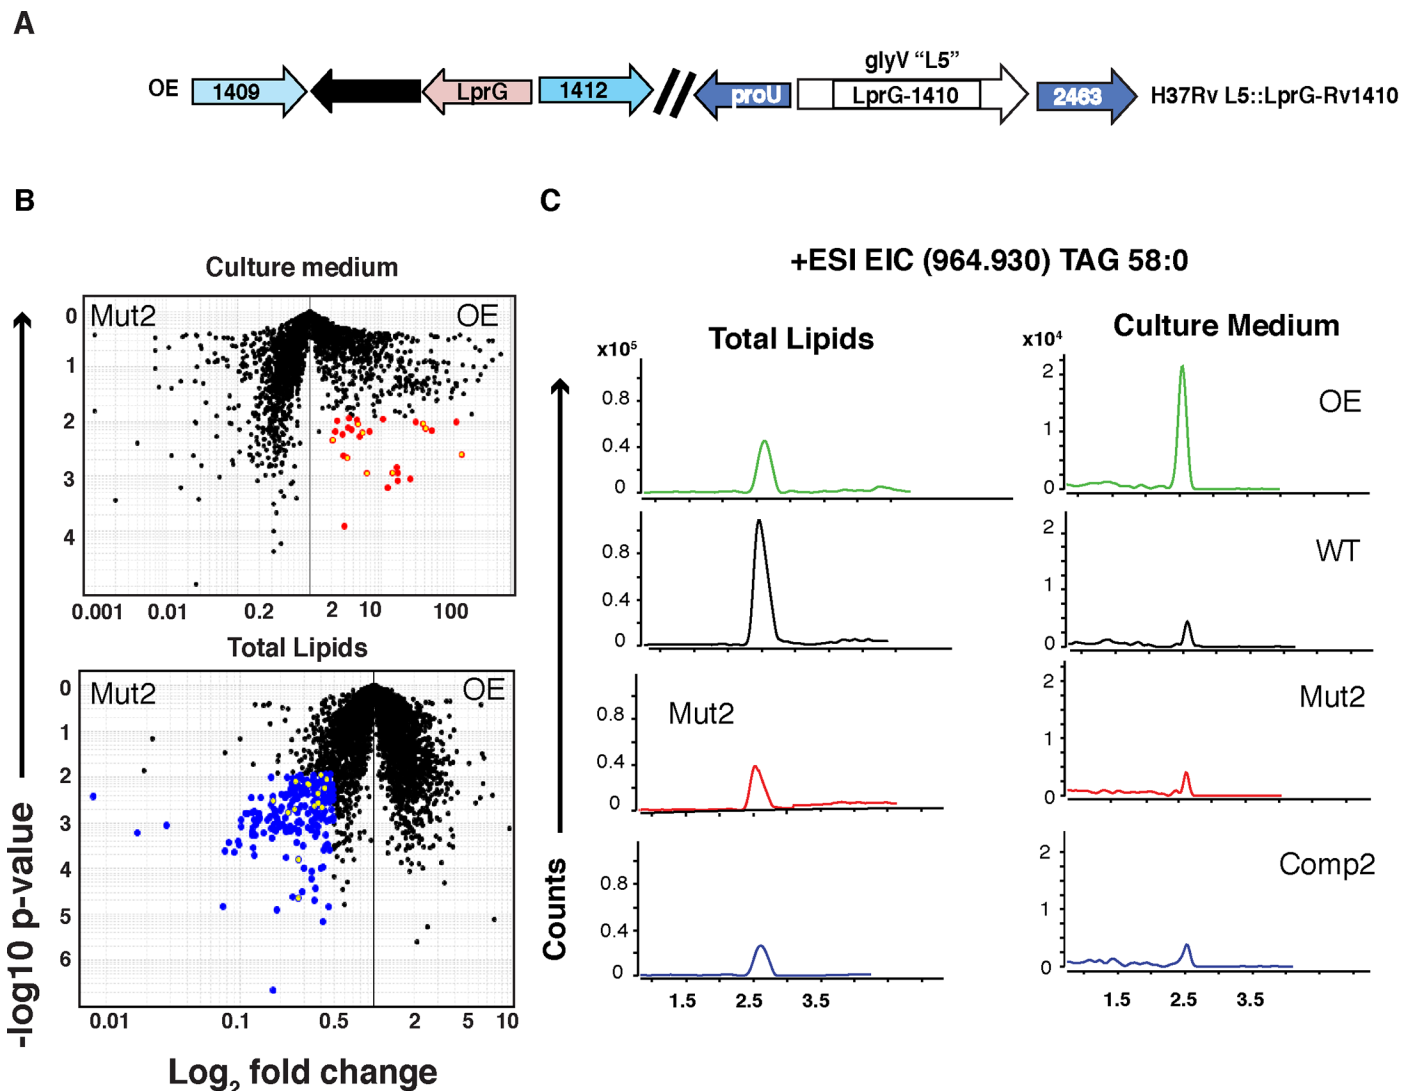 A
glyV “L5”
OE 1409 LprG 1412 proU LprG-1410 2463 H37Rv L5::LprG-Rv1410
B
C
+ESI EIC (964.930) TAG 58:0
Culture medium
Mut2 OE
0
1
2
3
4
0.001 0.01 0.2 2 10 100
Total Lipids
Mut2 OE
0
1
2
3
4
5
6
0.01 0.1 0.5 2 5 10
Log2 fold change
-log10 p-value
Total Lipids
x10⁵
0.8
0.4
0
0.8
0.4
0
Mut2
0.8
0.4
0
0.8
0.4
0
1.5 2.5 3.5
Counts
Culture Medium
x10⁴
OE
2
1
0
WT
2
1
0
Mut2
2
1
0
Comp2
2
1
0
1.5 2.5 3.5